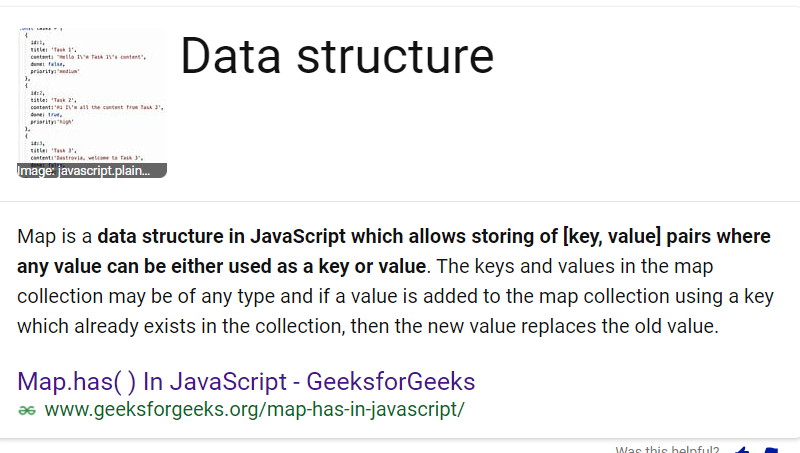 Data structure
{
id:1,
title: 'Task 1',
content: 'Hello I\'m Task 1\'s content',
done: false,
priority:'medium'
},
{
id:2,
title: 'Task 2',
content:'Hi I\'m all the content from Task 2',
done: true,
priority:'high'
},
{
id:3,
title: 'Task 3',
content:'Dastrovia, welcome to Task 3',
Image: javascript.plain...
Map is a data structure in JavaScript which allows storing of [key, value] pairs where
any value can be either used as a key or value. The keys and values in the map
collection may be of any type and if a value is added to the map collection using a key
which already exists in the collection, then the new value replaces the old value.
Map.has( ) In JavaScript - GeeksforGeeks
www.geeksforgeeks.org/map-has-in-javascript/
Was this helpful?